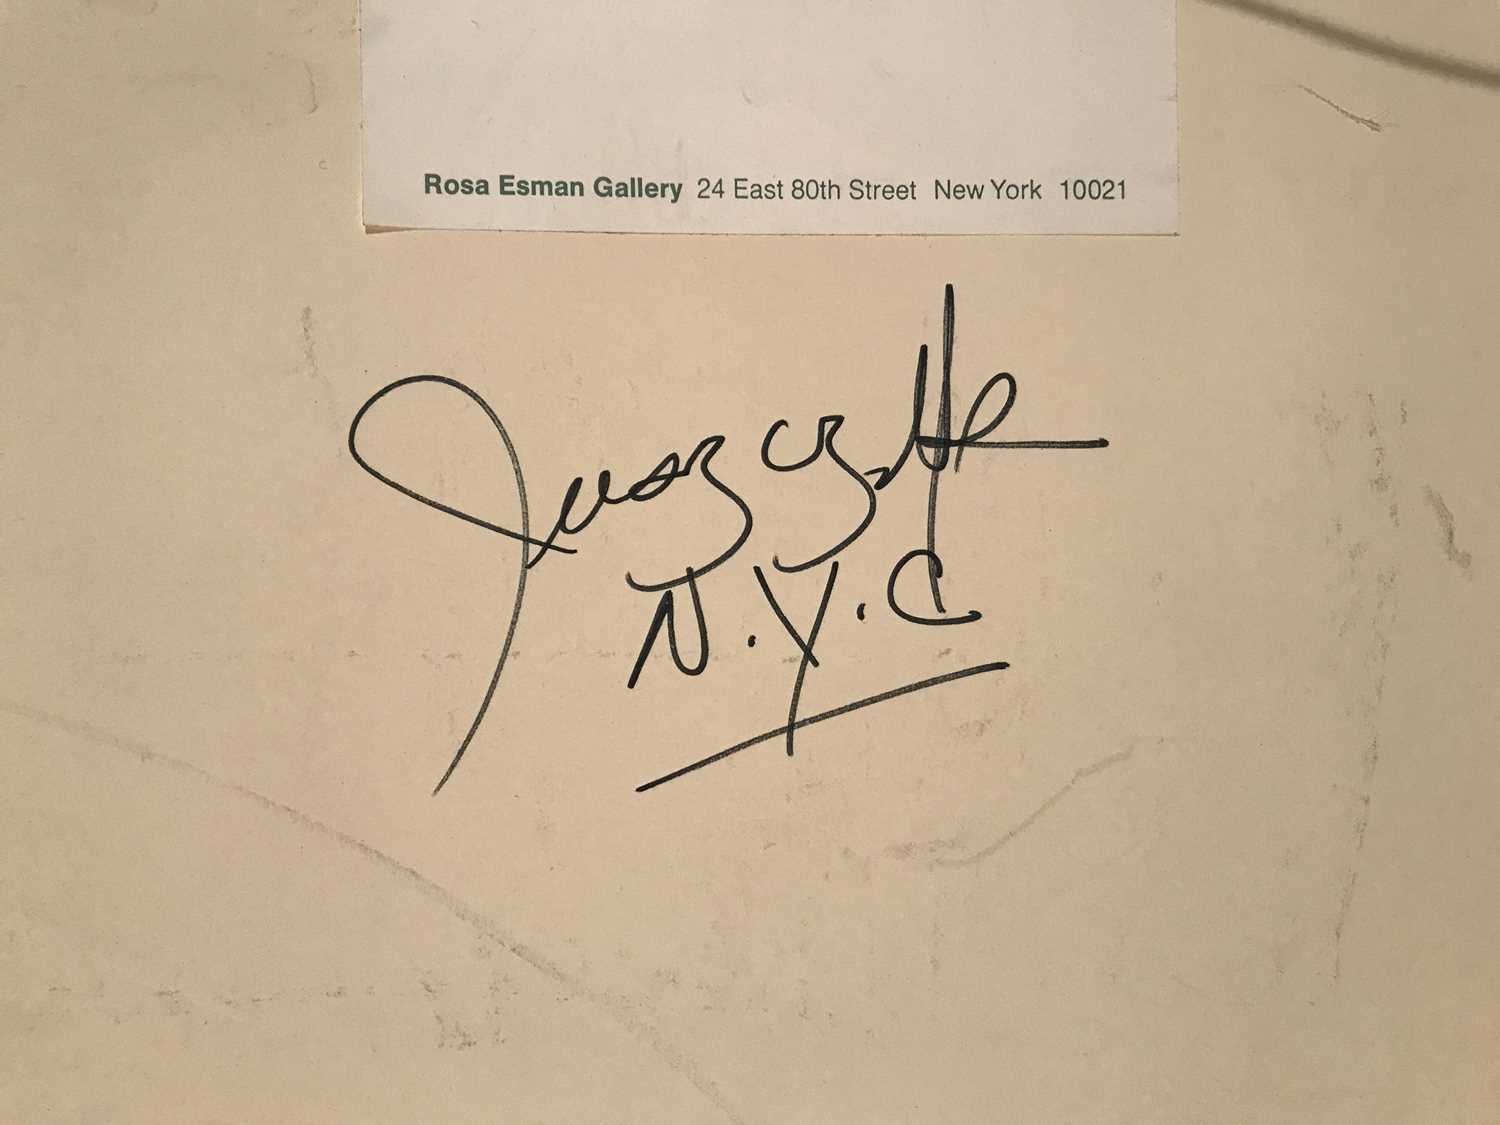 Rosa Esman Gallery 24 East 80th Street New York 10021
N.Y.C